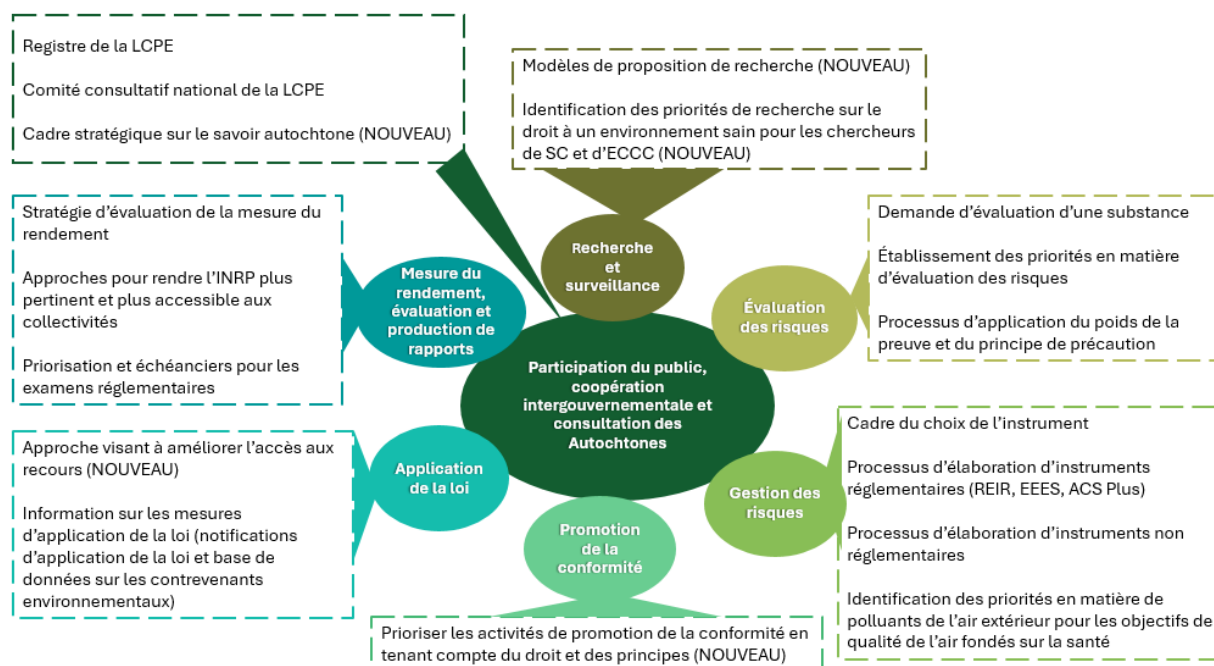 Registre de la LCPE
Comité consultatif national de la LCPE
Cadre stratégique sur le savoir autochtone (NOUVEAU)
Modèles de proposition de recherche (NOUVEAU)
Identification des priorités de recherche sur le
droit à un environnement sain pour les chercheurs
de SC et d’ECCC (NOUVEAU)
Stratégie d’évaluation de la mesure du
rendement
Approches pour rendre l’INRP plus
pertinent et plus accessible aux
collectivités
Priorisation et échéanciers pour les
examens réglementaires
Mesure du
rendement,
évaluation et
production de
rapports
Recherche
et
surveillance
Évaluation
des risques
Demande d’évaluation d’une substance
Établissement des priorités en matière
d’évaluation des risques
Processus d’application du poids de la
preuve et du principe de précaution
Participation du public,
coopération
intergouvernementale et
consultation des
Autochtones
Approche visant à améliorer l’accès aux
recours (NOUVEAU)
Information sur les mesures
d’application de la loi (notifications
d’application de la loi et base de
données sur les contrevenants
environnementaux)
Application
de la loi
Promotion
de la
conformité
Gestion des
risques
Cadre du choix de l’instrument
Processus d’élaboration d’instruments
réglementaires (REIR, EEES, ACS Plus)
Processus d’élaboration d’instruments non
réglementaires
Identification des priorités en matière de
polluants de l’air extérieur pour les objectifs de
qualité de l’air fondés sur la santé
Prioriser les activités de promotion de la conformité en
tenant compte du droit et des principes (NOUVEAU)